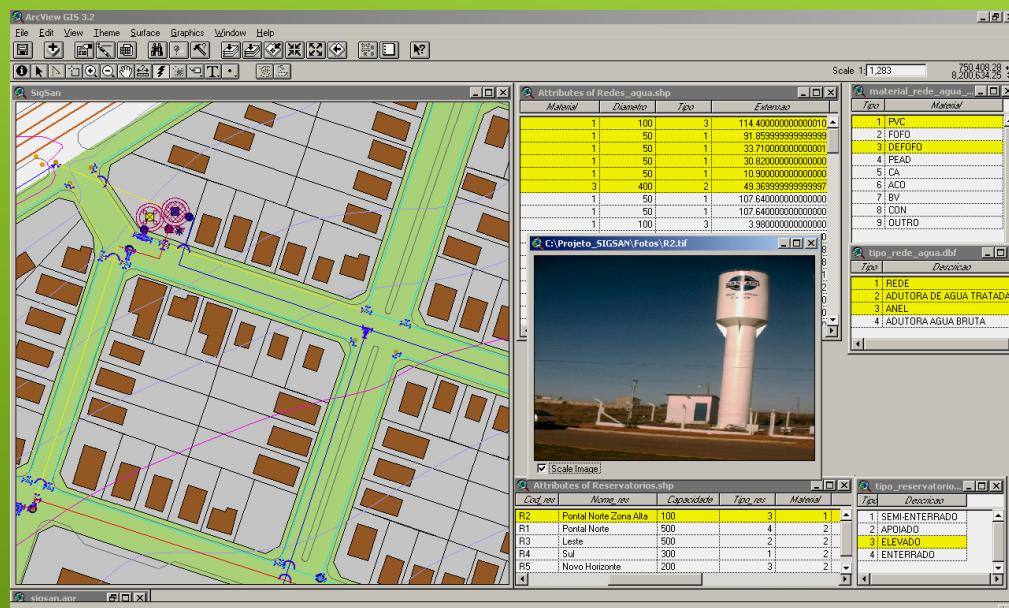 ArcView GIS 3.2
File Edit View Theme Surface Graphics Window Help
Scale 1: 1,283
750,408.28
8,200,634.25
SigSan
Attributes of Redes_agua.shp
Material Diametro Tipo Extensao
1 100 3 114.400000000000010
1 50 1 91.859999999999999
1 50 1 33.710000000000001
1 50 1 30.820000000000000
1 50 1 10.900000000000000
3 400 2 49.369999999999997
1 50 1 107.640000000000000
1 50 1 107.640000000000000
1 100 3 3.980000000000000
material_rede_agua_...
Tipo Material
1 PVC
2 FOFO
3 DEFOFO
4 PEAD
5 CA
6 ACO
7 BV
8 CON
9 OUTRO
tipo_rede_agua.dbf
Tipo Descricao
1 REDE
2 ADUTORA DE AGUA TRATADA
3 ANEL
4 ADUTORA AGUA BRUTA
C:\Projeto_SIGSAN\Fotos\R2.tif
Scale Image
Attributes of Reservatorios.shp
Cod_res Nome_res Capacidade Tipo_res Material
R2 Pontal Norte Zona Alta 100 3 1
R1 Pontal Norte 500 4 2
R3 Leste 500 2 2
R4 Sul 300 1 2
R5 Novo Horizonte 200 3 2
tipo_reservatorio...
Tipo Descricao
1 SEMI-ENTERRADO
2 APOIADO
3 ELEVADO
4 ENTERRADO
sigsan.apr